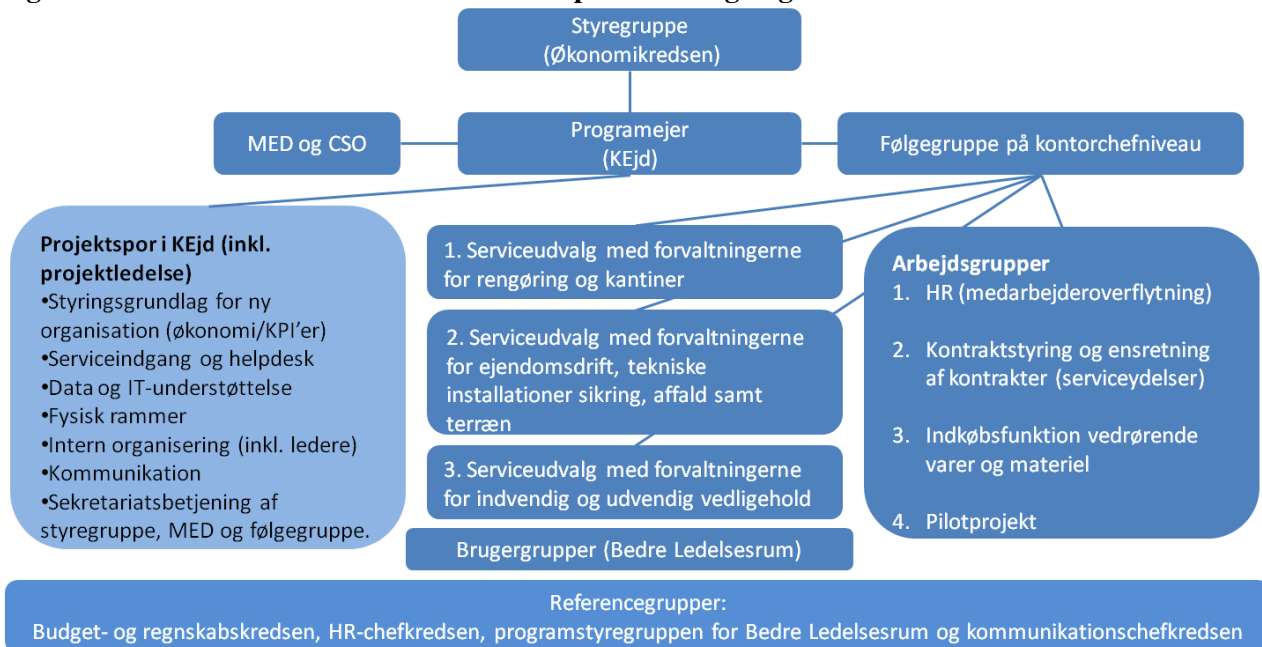 Styregruppe
(Økonomikredsen)
MED og CSO
Programejer
(KEjd)
Følgegruppe på kontorchefniveau
Projektspor i KEjd (inkl.
projektledelse)
•Styringsgrundlag for ny
organisation (økonomi/KPI’er)
•Serviceindgang og helpdesk
•Data og IT-understøttelse
•Fysisk rammer
•Intern organisering (inkl. ledere)
•Kommunikation
•Sekretariatsbetjening af
styregruppe, MED og følgegruppe.
1. Serviceudvalg med forvaltningerne
for rengøring og kantiner
2. Serviceudvalg med forvaltningerne
for ejendomsdrift, tekniske
installationer sikring, affald samt
terræn
3. Serviceudvalg med forvaltningerne
for indvendig og udvendig vedligehold
Brugergrupper (Bedre Ledelsesrum)
Arbejdsgrupper
1. HR (medarbejderoverflytning)
2. Kontraktstyring og ensretning
af kontrakter (serviceydelser)
3. Indkøbsfunktion vedrørende
varer og materiel
4. Pilotprojekt
Referencegrupper:
Budget- og regnskabskredsen, HR-chefkredsen, programstyregruppen for Bedre Ledelsesrum og kommunikationschefkredsen